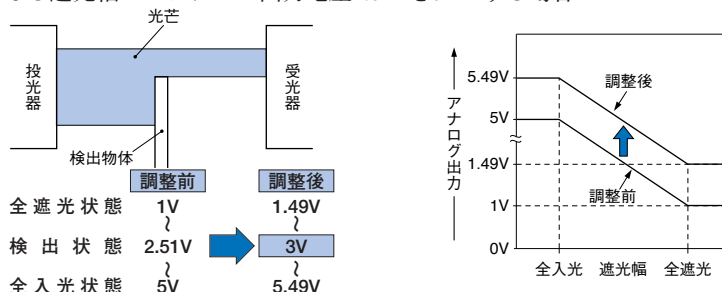 光芒
投光器
受光器
検出物体
調整前 調整後
全遮光状態 1V 1.49V
〜 〜
検出状態 2.51V 3V
〜 〜
全入光状態 5V 5.49V
アナログ出力
5.49V
5V
1.49V
1V
0V
調整後
調整前
全入光 遮光幅 全遮光